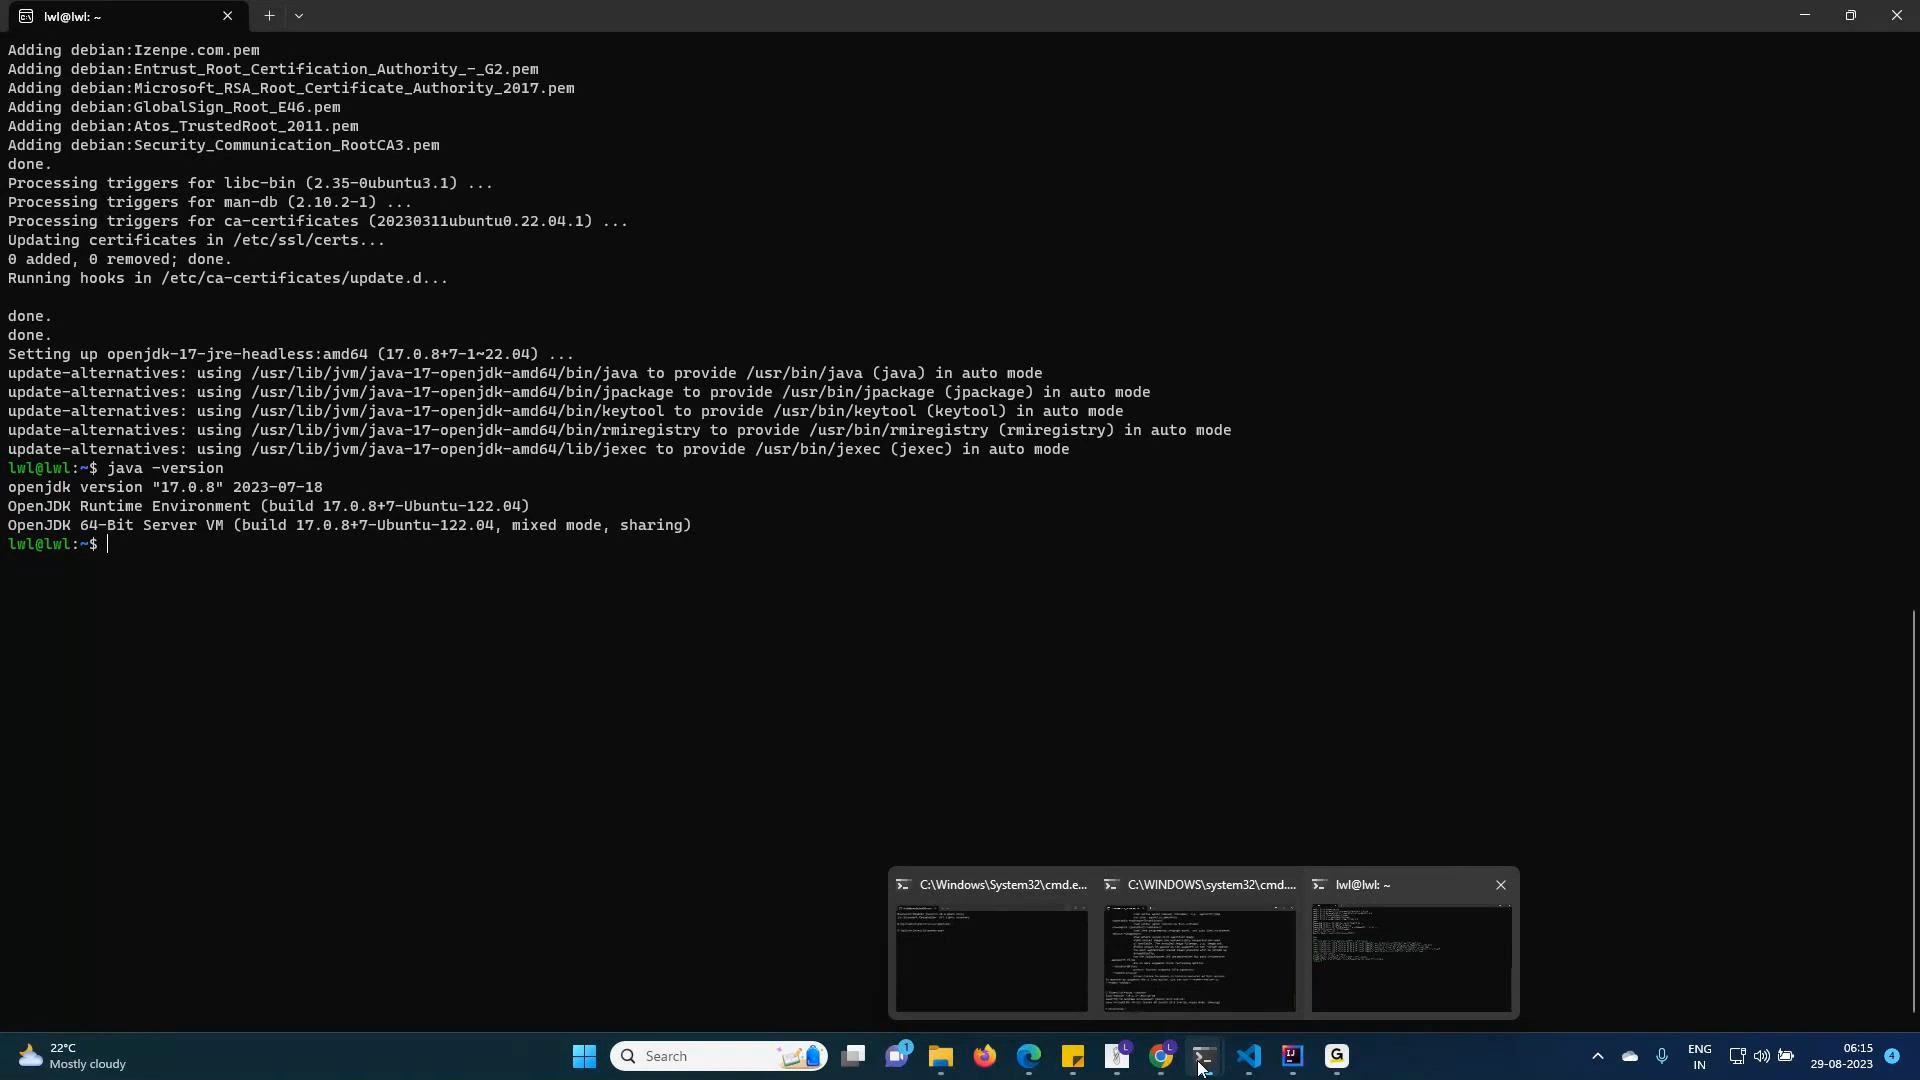 lwl@lwl: ~
Adding debian:Izenpe.com.pem
Adding debian:Entrust_Root_Certification_Authority_-_G2.pem
Adding debian:Microsoft_RSA_Root_Certificate_Authority_2017.pem
Adding debian:GlobalSign_Root_E46.pem
Adding debian:Atos_TrustedRoot_2011.pem
Adding debian:Security_Communication_RootCA3.pem
done.
Processing triggers for libc-bin (2.35-0ubuntu3.1) ...
Processing triggers for man-db (2.10.2-1) ...
Processing triggers for ca-certificates (20230311ubuntu0.22.04.1) ...
Updating certificates in /etc/ssl/certs...
0 added, 0 removed; done.
Running hooks in /etc/ca-certificates/update.d...
done.
done.
Setting up openjdk-17-jre-headless:amd64 (17.0.8+7-1~22.04) ...
update-alternatives: using /usr/lib/jvm/java-17-openjdk-amd64/bin/java to provide /usr/bin/java (java) in auto mode
update-alternatives: using /usr/lib/jvm/java-17-openjdk-amd64/bin/jpackage to provide /usr/bin/jpackage (jpackage) in auto mode
update-alternatives: using /usr/lib/jvm/java-17-openjdk-amd64/bin/keytool to provide /usr/bin/keytool (keytool) in auto mode
update-alternatives: using /usr/lib/jvm/java-17-openjdk-amd64/bin/rmiregistry to provide /usr/bin/rmiregistry (rmiregistry) in auto mode
update-alternatives: using /usr/lib/jvm/java-17-openjdk-amd64/lib/jexec to provide /usr/bin/jexec (jexec) in auto mode
lwl@lwl:~$ java -version
openjdk version "17.0.8" 2023-07-18
OpenJDK Runtime Environment (build 17.0.8+7-Ubuntu-122.04)
OpenJDK 64-Bit Server VM (build 17.0.8+7-Ubuntu-122.04, mixed mode, sharing)
lwl@lwl:~$
C:\Windows\System32\cmd.e... C:\WINDOWS\system32\cmd.... lwl@lwl: ~
22°C
Mostly cloudy
Search
1
L
L
IJ
G
ENG
IN
06:15
29-08-2023
4